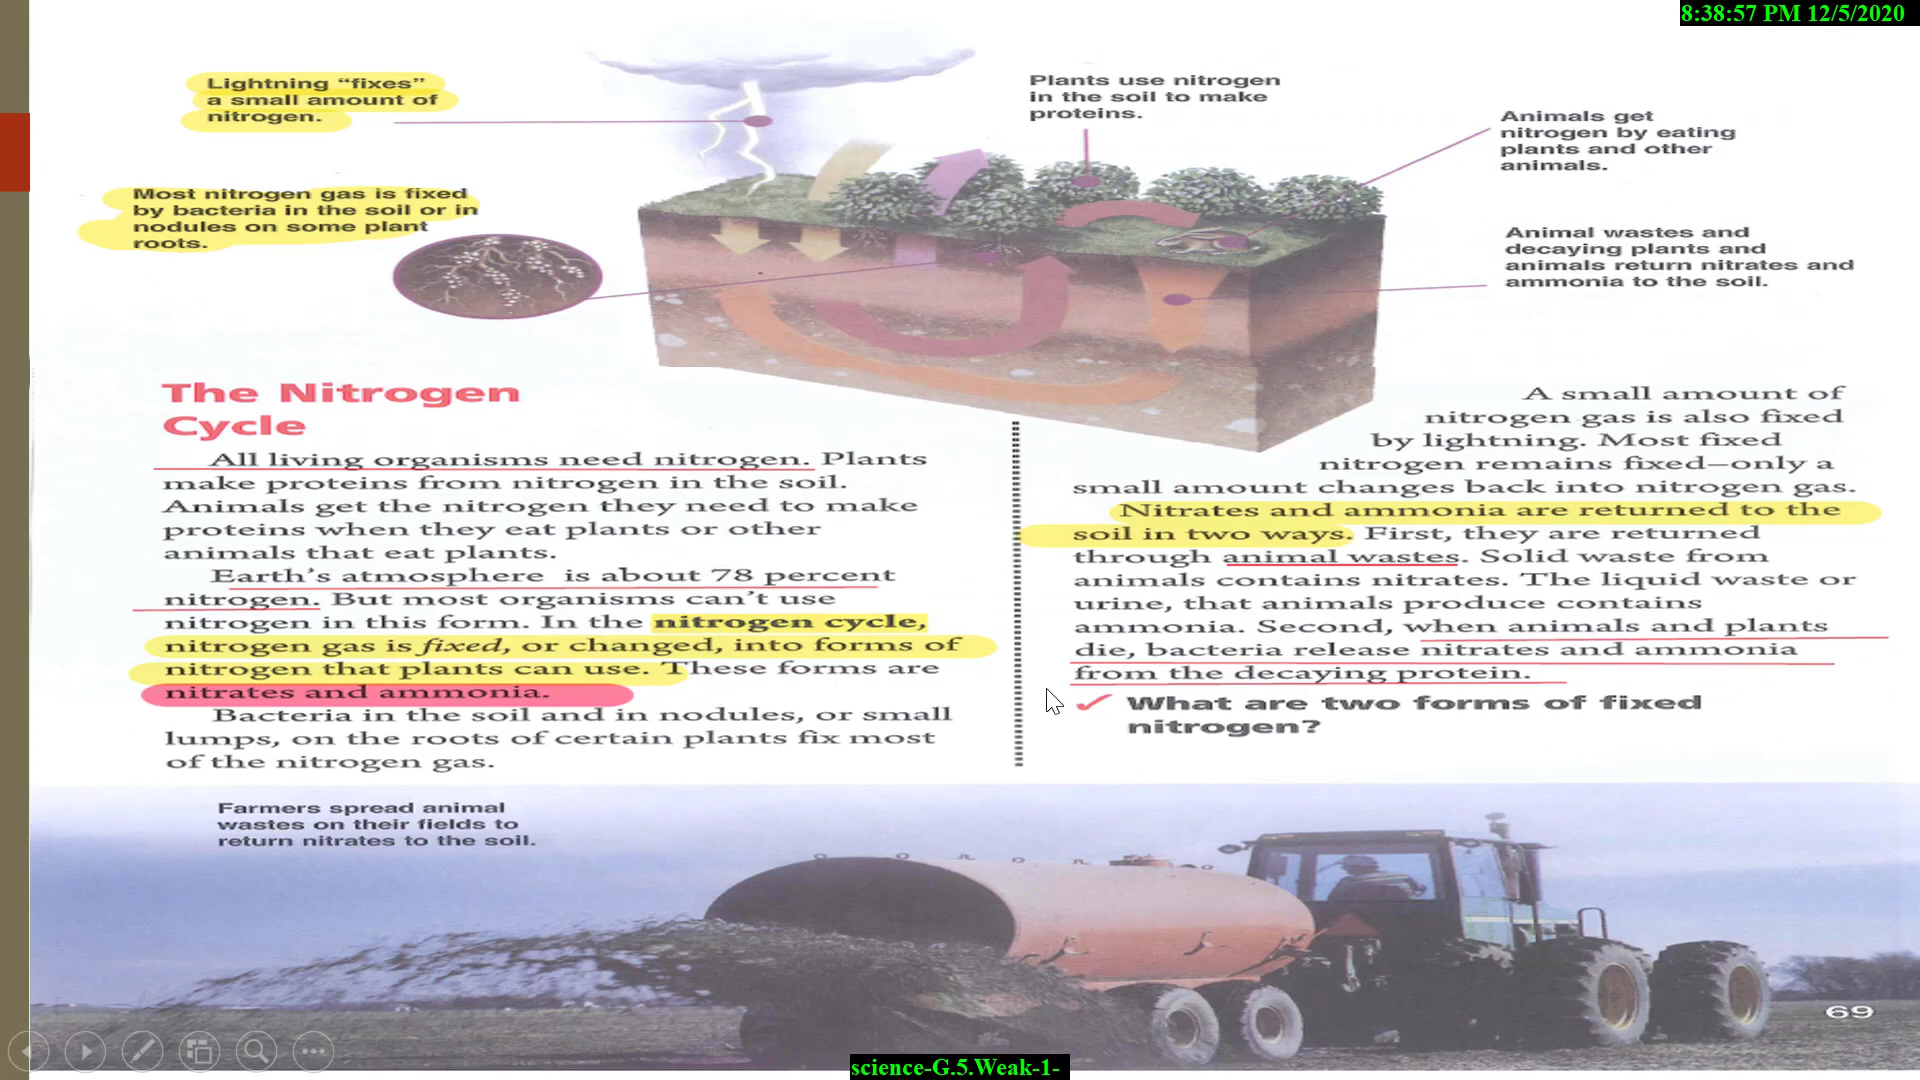 8:38:57 PM 12/5/2020
Lightning “fixes”
a small amount of
nitrogen.
Most nitrogen gas is fixed
by bacteria in the soil or in
nodules on some plant
roots.
Plants use nitrogen
in the soil to make
proteins.
Animals get
nitrogen by eating
plants and other
animals.
Animal wastes and
decaying plants and
animals return nitrates and
ammonia to the soil.
The Nitrogen
Cycle
All living organisms need nitrogen. Plants
make proteins from nitrogen in the soil.
Animals get the nitrogen they need to make
proteins when they eat plants or other
animals that eat plants.
Earth’s atmosphere is about 78 percent
nitrogen. But most organisms can’t use
nitrogen in this form. In the nitrogen cycle,
nitrogen gas is fixed, or changed, into forms of
nitrogen that plants can use. These forms are
nitrates and ammonia.
Bacteria in the soil and in nodules, or small
lumps, on the roots of certain plants fix most
of the nitrogen gas.
A small amount of
nitrogen gas is also fixed
by lightning. Most fixed
nitrogen remains fixed—only a
small amount changes back into nitrogen gas.
Nitrates and ammonia are returned to the
soil in two ways. First, they are returned
through animal wastes. Solid waste from
animals contains nitrates. The liquid waste or
urine, that animals produce contains
ammonia. Second, when animals and plants
die, bacteria release nitrates and ammonia
from the decaying protein.
✓ What are two forms of fixed
nitrogen?
Farmers spread animal
wastes on their fields to
return nitrates to the soil.
69
science-G.5.Weak-1-